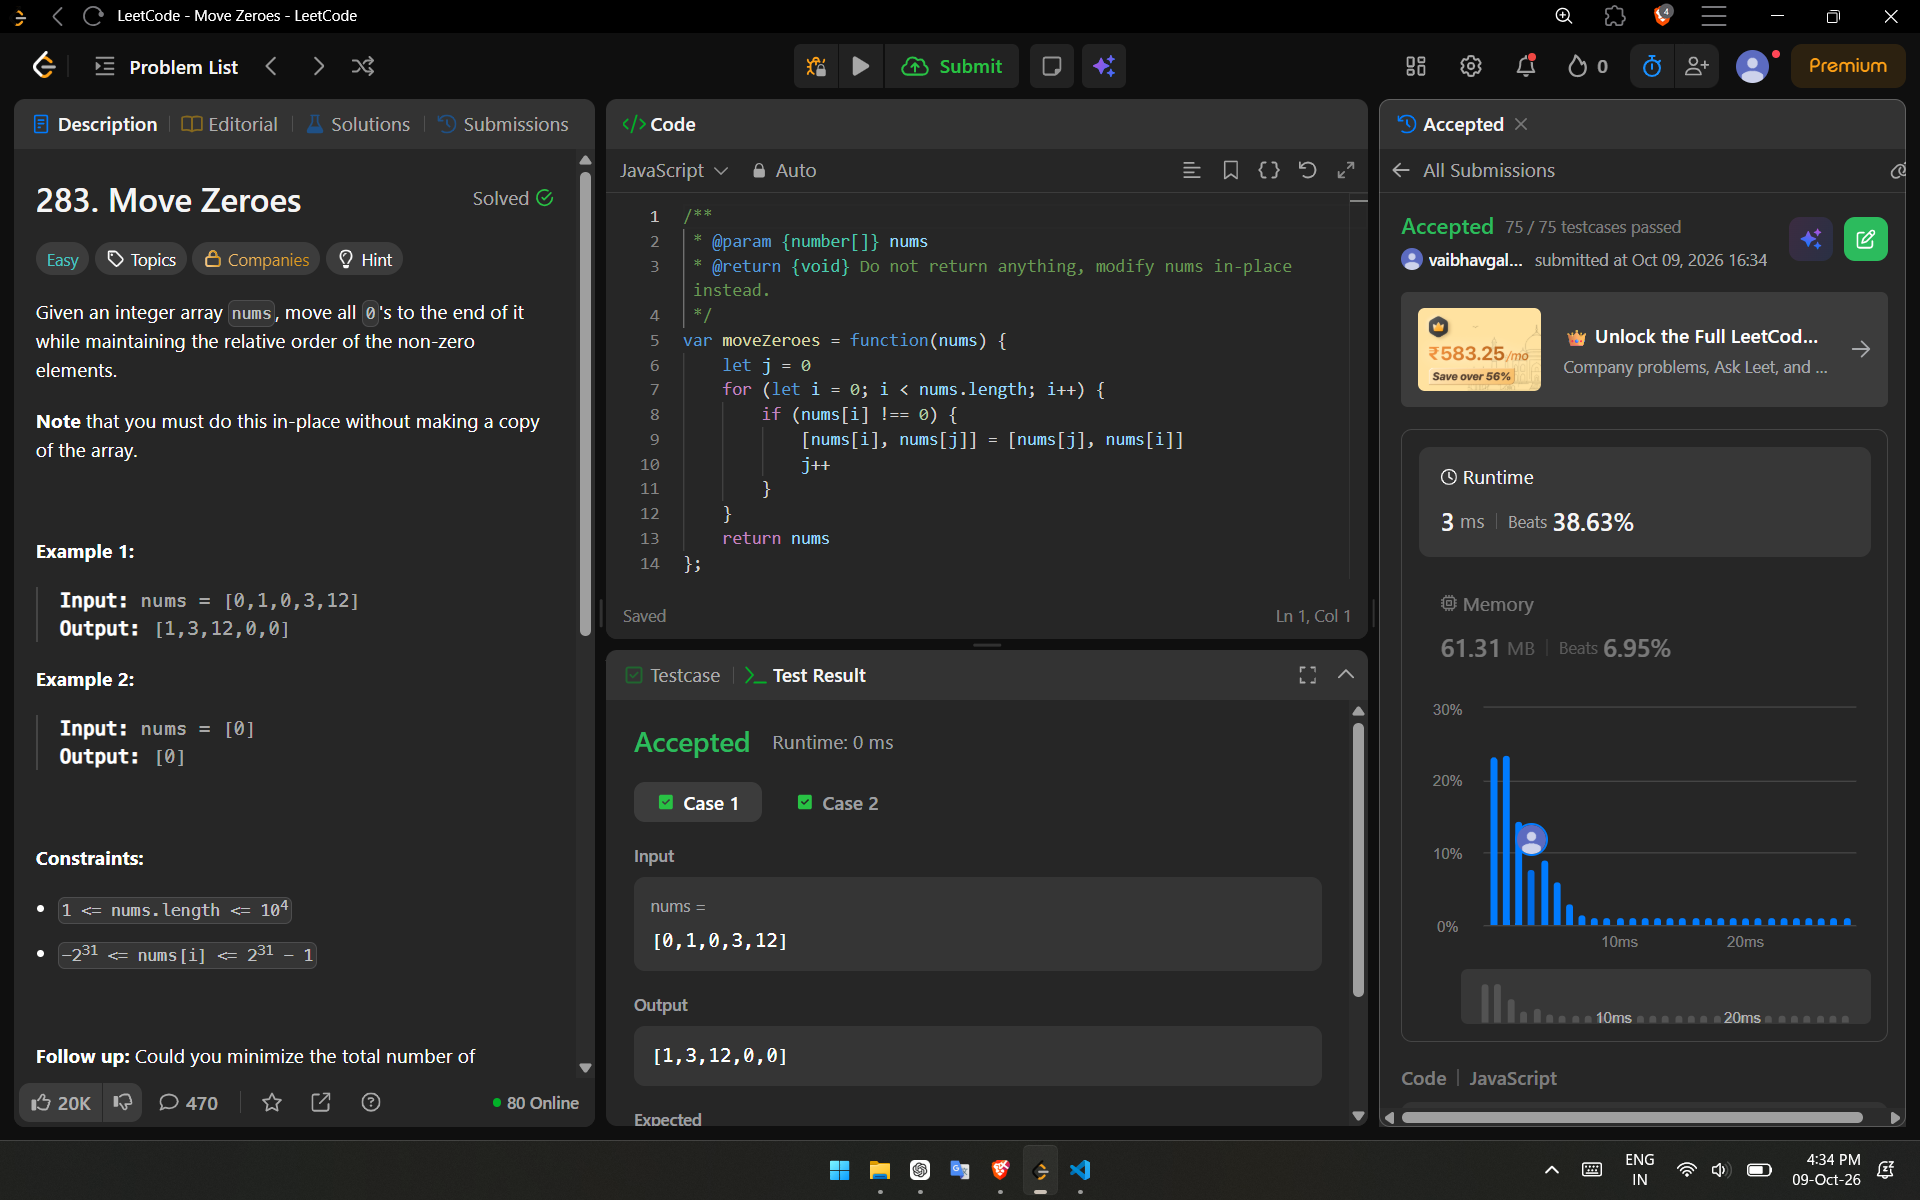 LeetCode - Move Zeroes - LeetCode
4
Problem List
Submit
0
Premium
Description
Editorial
Solutions
Submissions
283. Move Zeroes
Solved
Easy
Topics
Companies
Hint
Given an integer array nums, move all 0's to the end of it
while maintaining the relative order of the non-zero
elements.
Note that you must do this in-place without making a copy
of the array.
Example 1:
Input: nums = [0,1,0,3,12]
Output: [1,3,12,0,0]
Example 2:
Input: nums = [0]
Output: [0]
Constraints:
• 1 <= nums.length <= 10⁴
• −2³¹ <= nums[i] <= 2³¹ − 1
Follow up: Could you minimize the total number of
20K
470
80 Online
</> Code
JavaScript
Auto
1 /**
2 * @param {number[]} nums
3 * @return {void} Do not return anything, modify nums in-place
instead.
4 */
5 var moveZeroes = function(nums) {
6 let j = 0
7 for (let i = 0; i < nums.length; i++) {
8 if (nums[i] !== 0) {
9 [nums[i], nums[j]] = [nums[j], nums[i]]
10 j++
11 }
12 }
13 return nums
14 };
Saved
Ln 1, Col 1
Testcase
Test Result
Accepted
Runtime: 0 ms
Case 1
Case 2
Input
nums =
[0,1,0,3,12]
Output
[1,3,12,0,0]
Expected
Accepted
All Submissions
Accepted 75 / 75 testcases passed
vaibhavgal... submitted at Oct 09, 2026 16:34
₹583.25/mo
Save over 56%
Unlock the Full LeetCod...
Company problems, Ask Leet, and ...
Runtime
3 ms Beats 38.63%
Memory
61.31 MB Beats 6.95%
30%
20%
10%
0%
10ms
20ms
10ms
20ms
Code
JavaScript
ENG
IN
4:34 PM
09-Oct-26